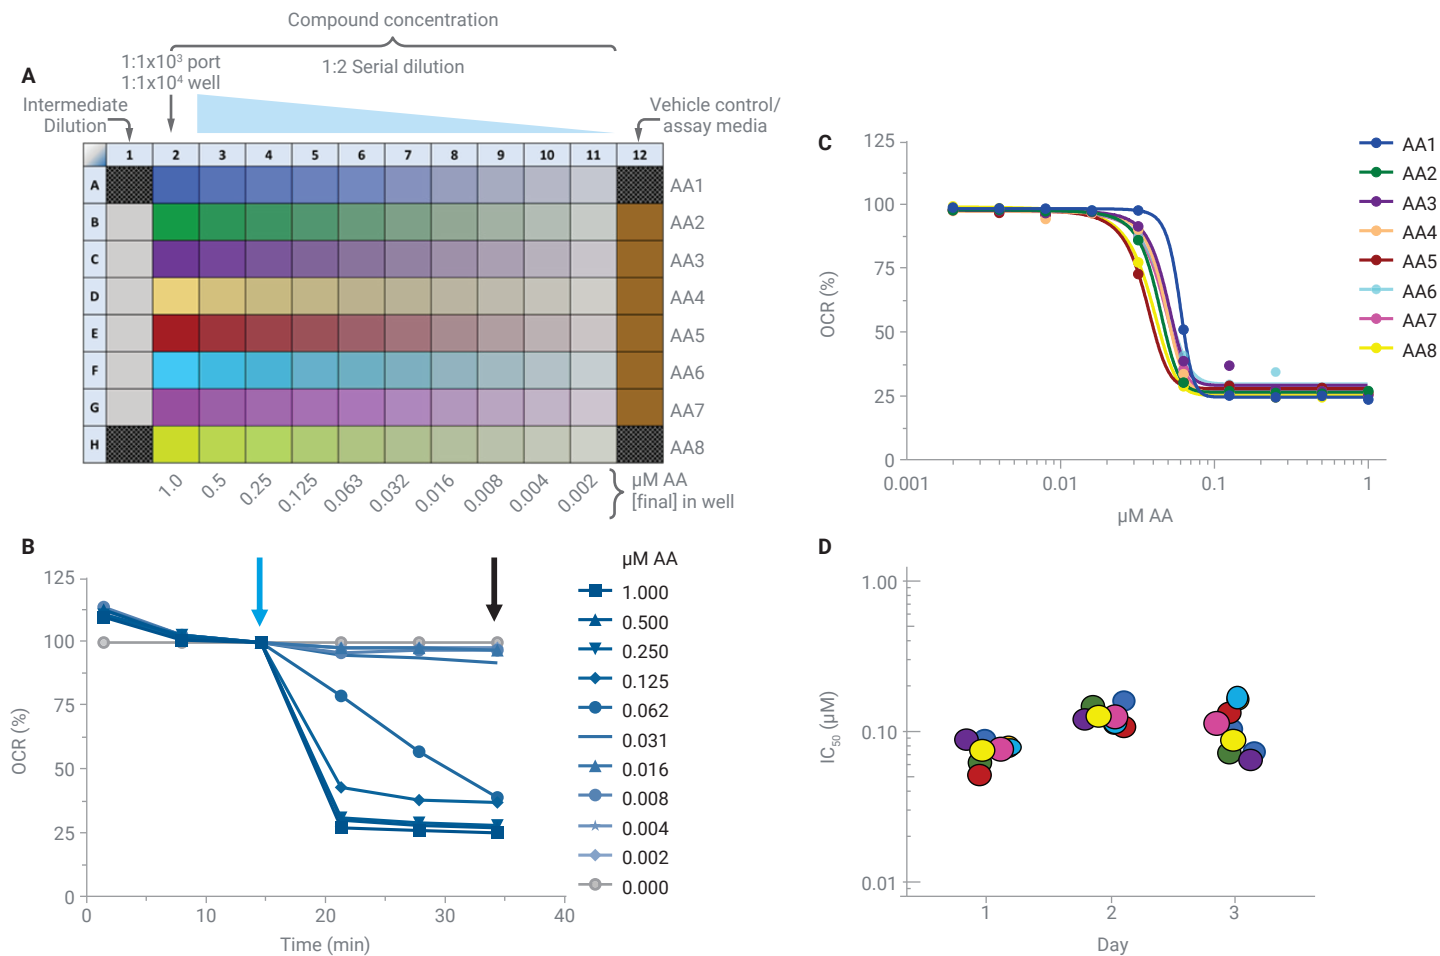 Compound concentration
A
1:1x10³ port
1:1x10⁴ well
1:2 Serial dilution
Intermediate
Dilution
Vehicle control/
assay media
1 2 3 4 5 6 7 8 9 10 11 12
A AA1
B AA2
C AA3
D AA4
E AA5
F AA6
G AA7
H AA8
1.0 0.5 0.25 0.125 0.063 0.032 0.016 0.008 0.004 0.002
µM AA
[final] in well
B
µM AA
125
100
75
50
25
0
OCR (%)
0 10 20 30 40
Time (min)
1.000
0.500
0.250
0.125
0.062
0.031
0.016
0.008
0.004
0.002
0.000
C
125
100
75
50
25
0
OCR (%)
0.001 0.01 0.1 1
µM AA
AA1
AA2
AA3
AA4
AA5
AA6
AA7
AA8
D
1.00
0.10
0.01
IC₅₀ (µM)
1 2 3
Day